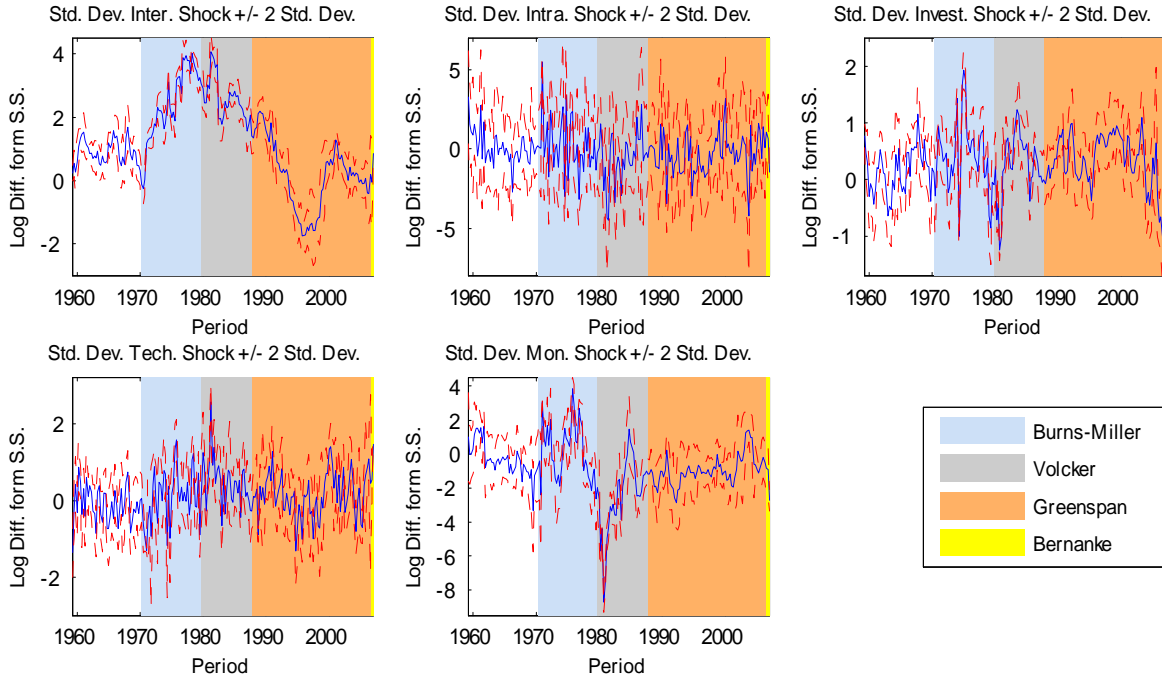 Std. Dev. Inter. Shock +/- 2 Std. Dev.
Log Diff. form S.S.
4
2
0
-2
1960 1970 1980 1990 2000
Period
Std. Dev. Intra. Shock +/- 2 Std. Dev.
Log Diff. form S.S.
5
0
-5
1960 1970 1980 1990 2000
Period
Std. Dev. Invest. Shock +/- 2 Std. Dev.
Log Diff. form S.S.
2
1
0
-1
1960 1970 1980 1990 2000
Period
Std. Dev. Tech. Shock +/- 2 Std. Dev.
Log Diff. form S.S.
2
0
-2
1960 1970 1980 1990 2000
Period
Std. Dev. Mon. Shock +/- 2 Std. Dev.
Log Diff. form S.S.
4
2
0
-2
-4
-6
-8
1960 1970 1980 1990 2000
Period
Burns-Miller
Volcker
Greenspan
Bernanke